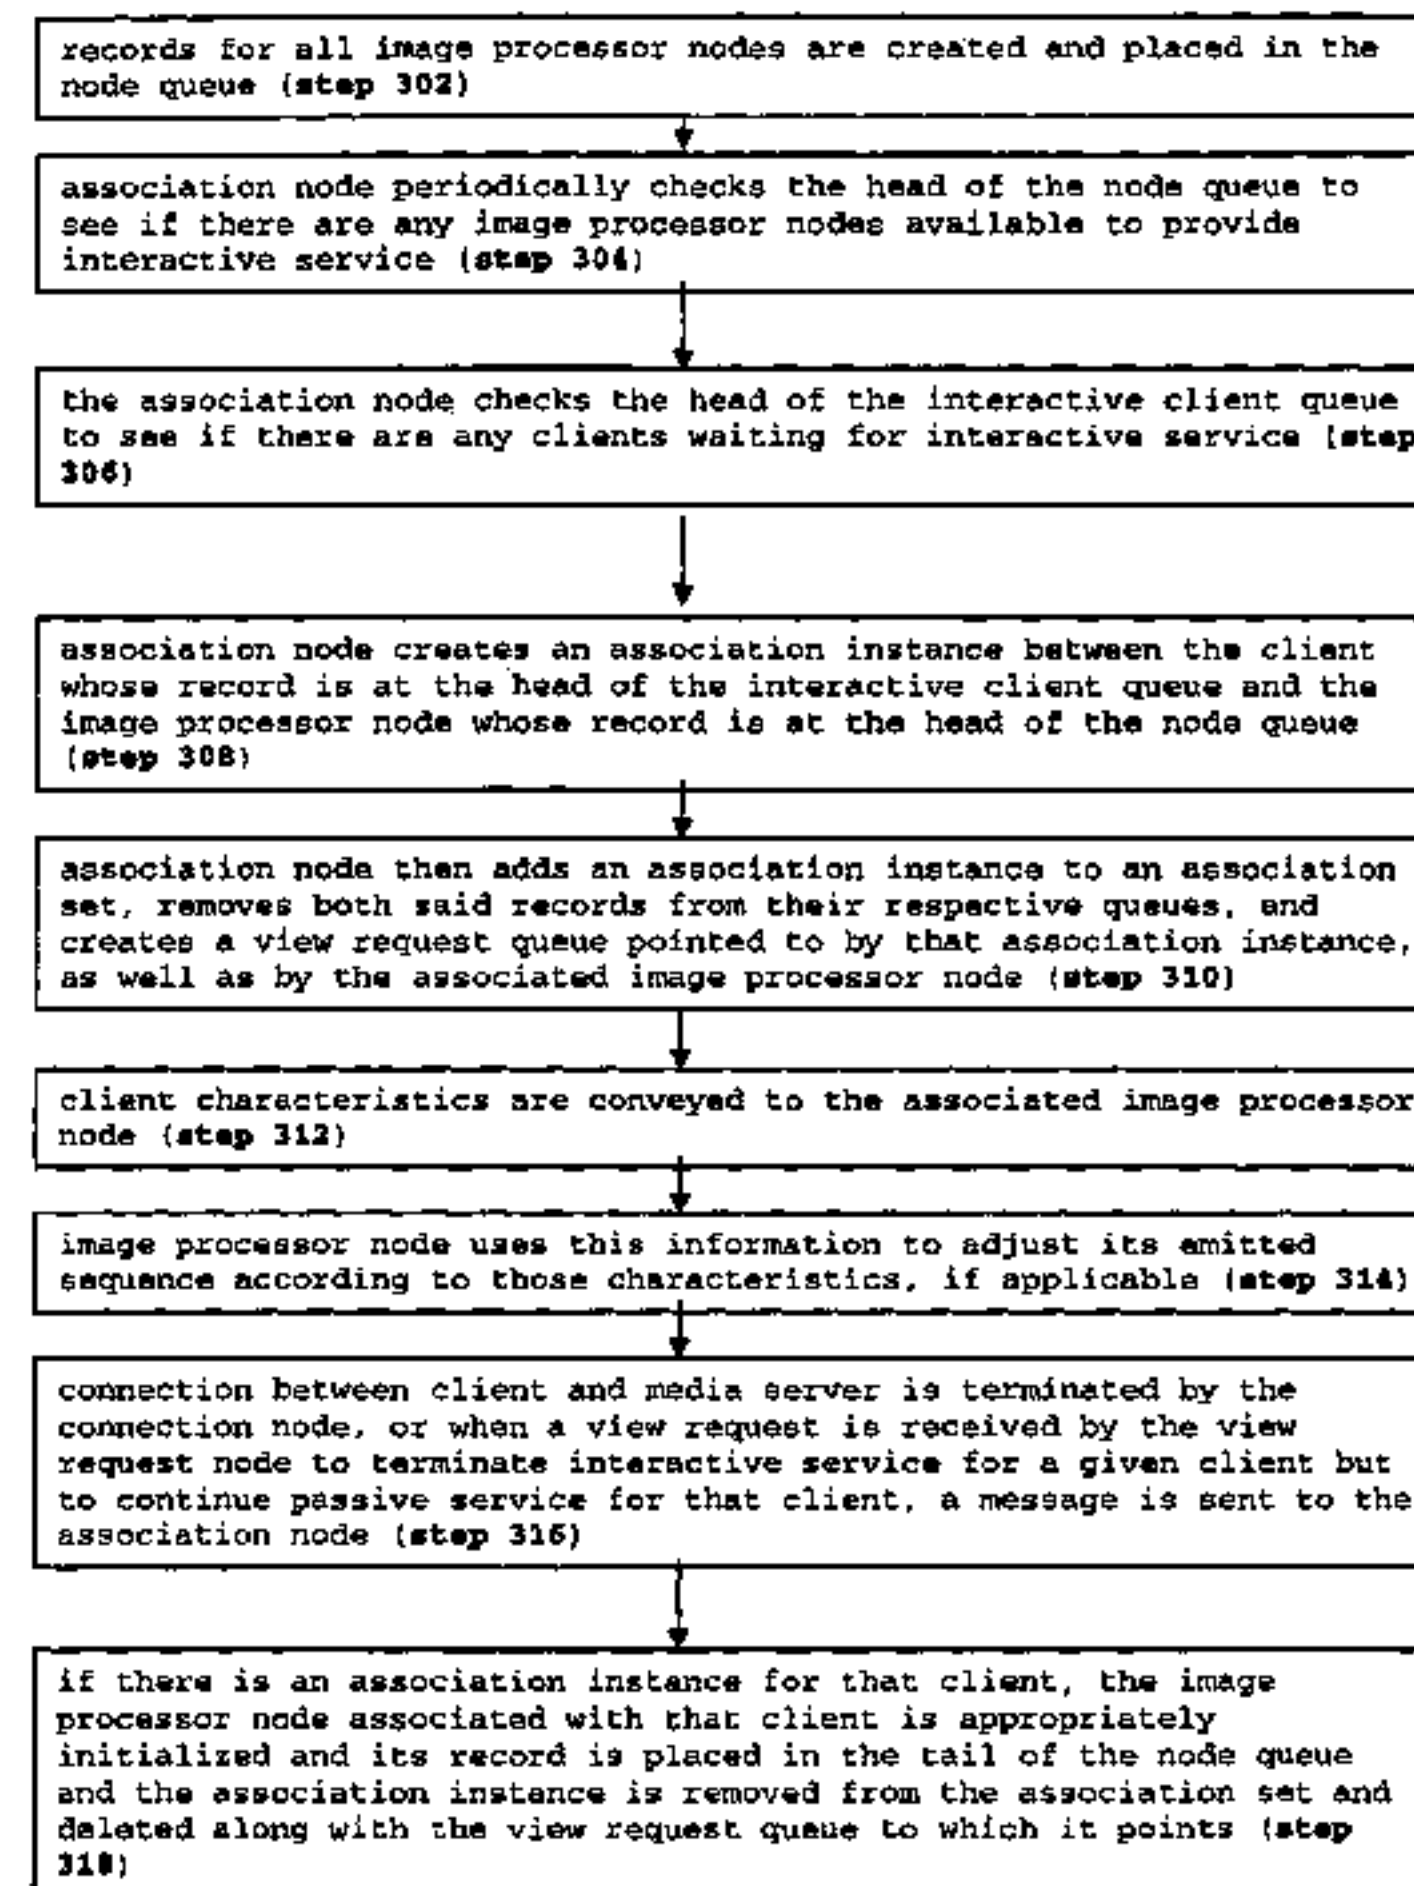 records for all image processor nodes are created and placed in the
node queue (step 302)
association node periodically checks the head of the node queue to
see if there are any image processor nodes available to provide
interactive service (step 304)
the association node checks the head of the interactive client queue
to see if there are any clients waiting for interactive service (step
306)
association node creates an association instance between the client
whose record is at the head of the interactive client queue and the
image processor node whose record is at the head of the node queue
(step 308)
association node then adds an association instance to an association
set, removes both said records from their respective queues, and
creates a view request queue pointed to by that association instance,
as well as by the associated image processor node (step 310)
client characteristics are conveyed to the associated image processor
node (step 312)
image processor node uses this information to adjust its emitted
sequence according to those characteristics, if applicable (step 314)
connection between client and media server is terminated by the
connection node, or when a view request is received by the view
request node to terminate interactive service for a given client but
to continue passive service for that client, a message is sent to the
association node (step 316)
if there is an association instance for that client, the image
processor node associated with that client is appropriately
initialized and its record is placed in the tail of the node queue
and the association instance is removed from the association set and
deleted along with the view request queue to which it points (step
318)